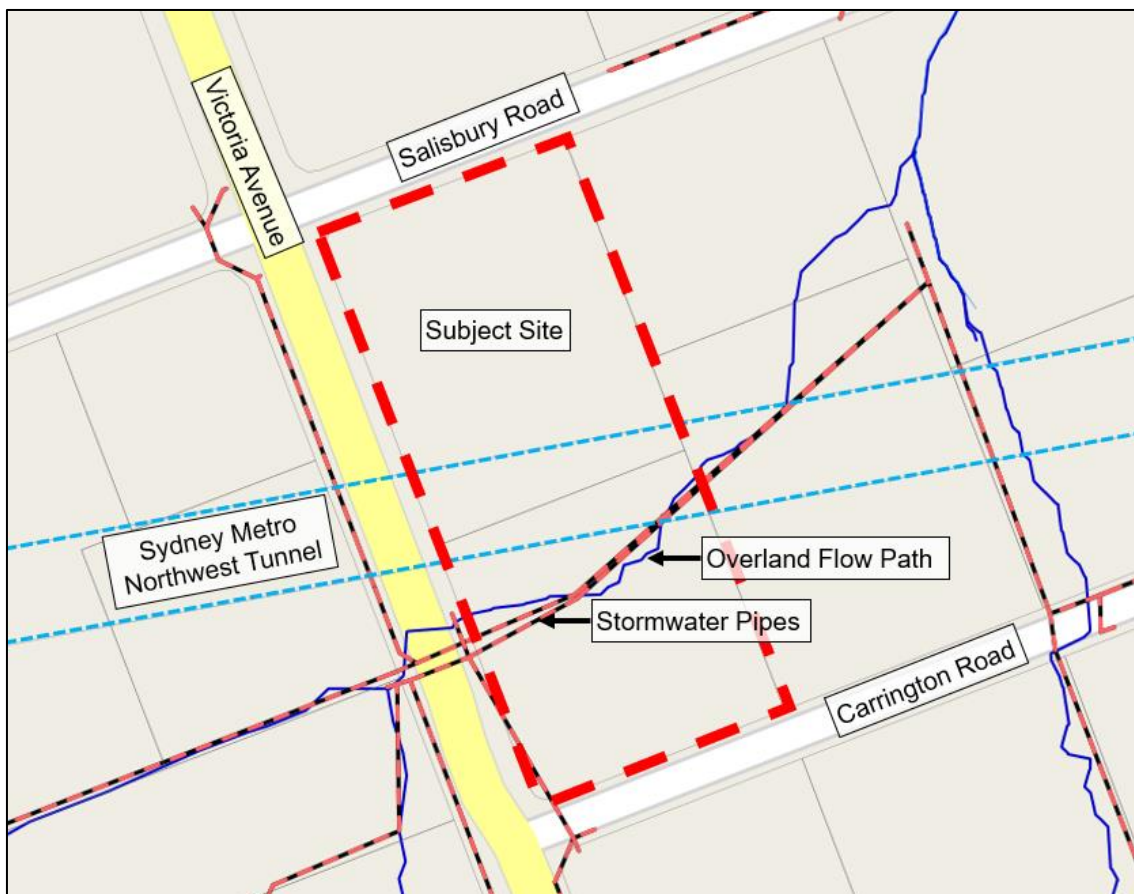 Victoria Avenue
Salisbury Road
Subject Site
Sydney Metro
Northwest Tunnel
Overland Flow Path
Stormwater Pipes
Carrington Road